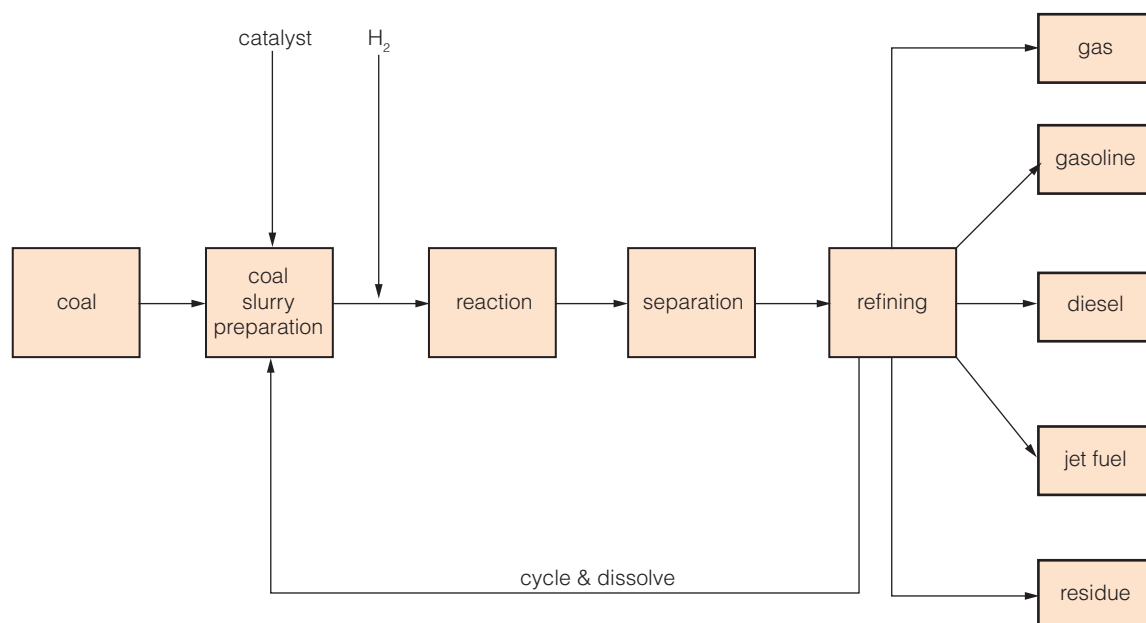 catalyst
H₂
gas
gasoline
coal
coal
slurry
preparation
reaction
separation
refining
diesel
jet fuel
cycle & dissolve
residue